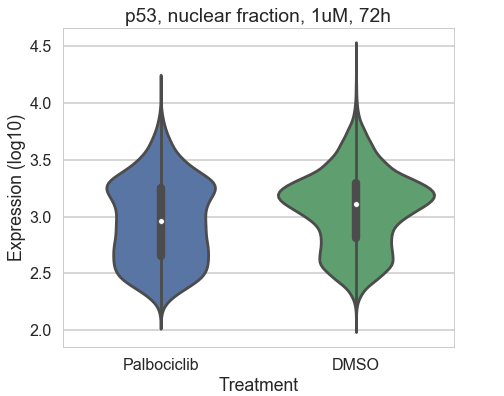 p53, nuclear fraction, 1uM, 72h
Expression (log10)
4.5
4.0
3.5
3.0
2.5
2.0
Palbociclib DMSO
Treatment